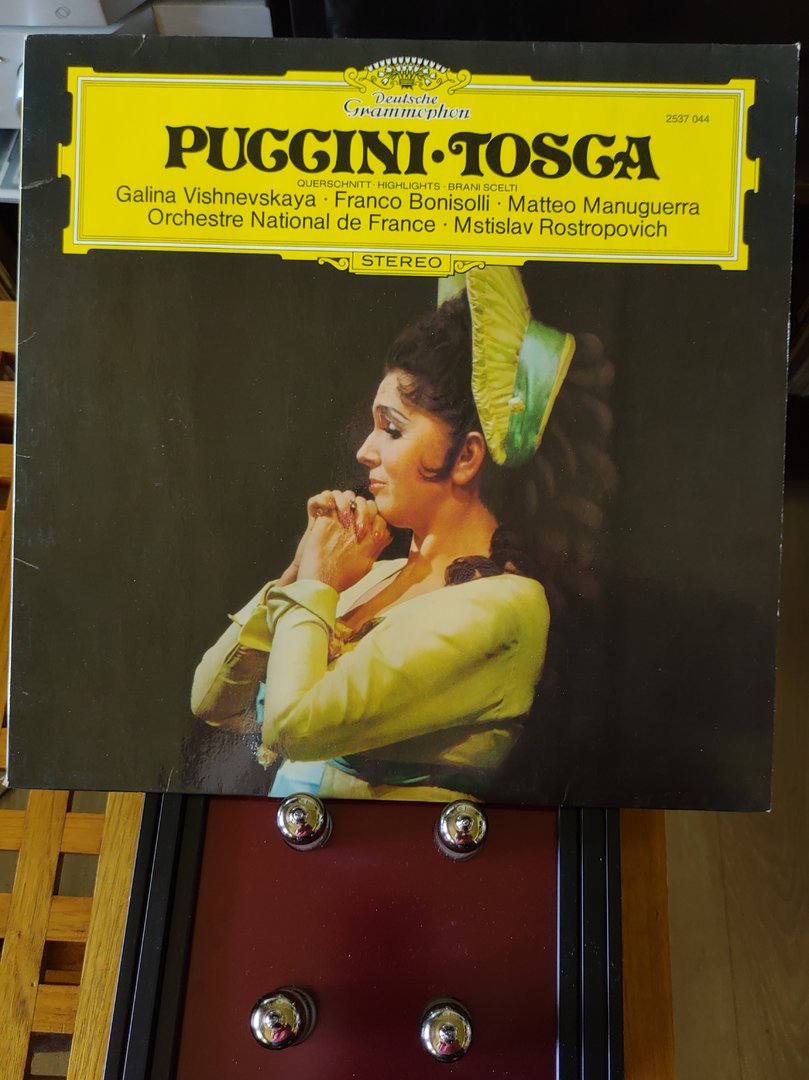 Deutsche
Grammophon
2537 044
PUCCINI·TOSCA
QUERSCHNITT · HIGHLIGHTS · BRANI SCELTI
Galina Vishnevskaya · Franco Bonisolli · Matteo Manuguerra
Orchestre National de France · Mstislav Rostropovich
STEREO